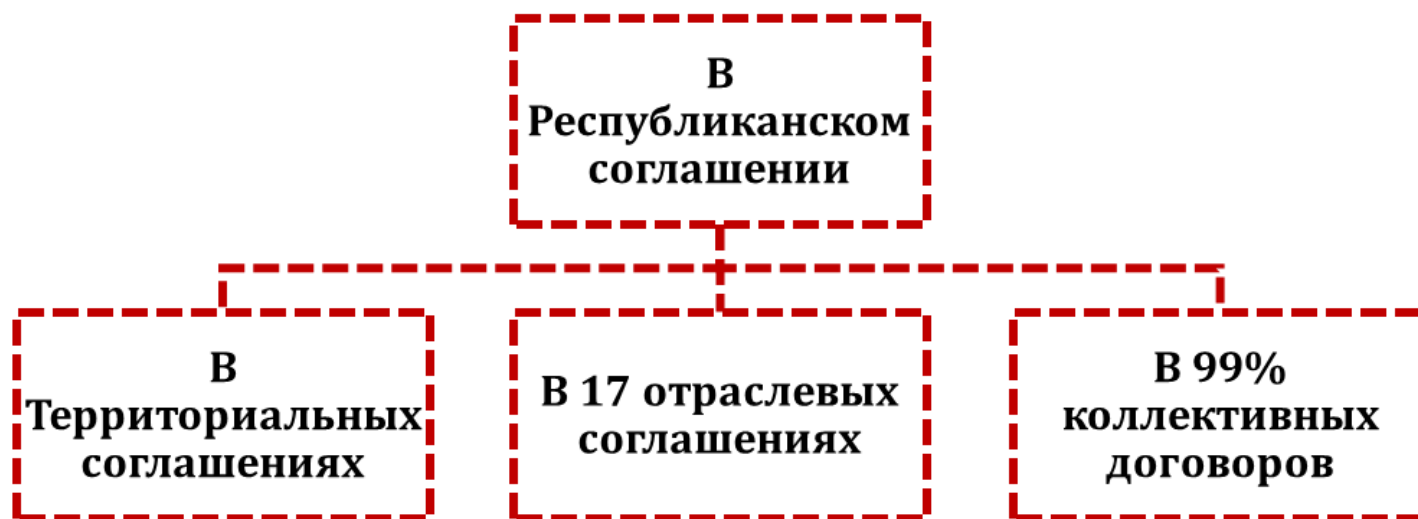 В
Республиканском
соглашении
В
Территориальных
соглашениях
В 17 отраслевых
соглашениях
В 99%
коллективных
договоров